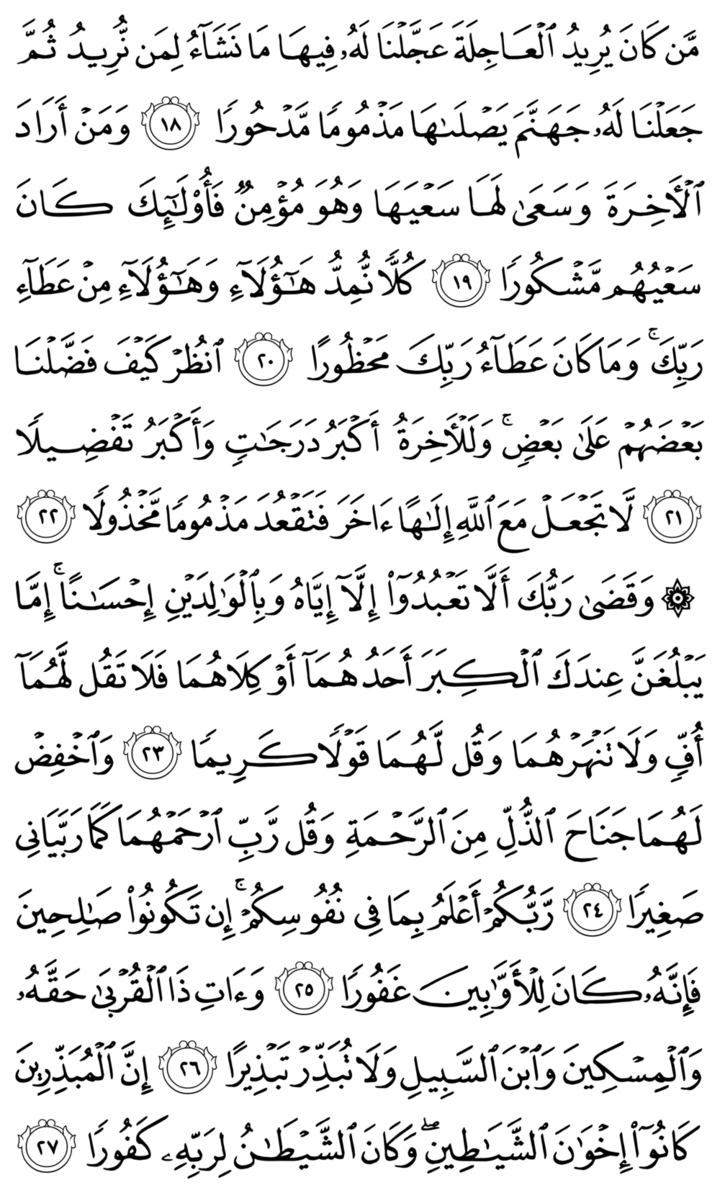 مَّن كَانَ يُرِيدُ ٱلۡعَاجِلَةَ عَجَّلۡنَا لَهُۥ فِيهَا مَا نَشَآءُ لِمَن نُّرِيدُ ثُمَّ
جَعَلۡنَا لَهُۥ جَهَنَّمَ يَصۡلَىٰهَا مَذۡمُومٗا مَّدۡحُورٗا ١٨ وَمَنۡ أَرَادَ
ٱلۡأٓخِرَةَ وَسَعَىٰ لَهَا سَعۡيَهَا وَهُوَ مُؤۡمِنٞ فَأُوْلَٰٓئِكَ كَانَ
سَعۡيُهُم مَّشۡكُورٗا ١٩ كُلّٗا نُّمِدُّ هَٰٓؤُلَآءِ وَهَٰٓؤُلَآءِ مِنۡ عَطَآءِ
رَبِّكَۚ وَمَا كَانَ عَطَآءُ رَبِّكَ مَحۡظُورًا ٢٠ ٱنظُرۡ كَيۡفَ فَضَّلۡنَا
بَعۡضَهُمۡ عَلَىٰ بَعۡضٖۚ وَلَلۡأٓخِرَةُ أَكۡبَرُ دَرَجَٰتٖ وَأَكۡبَرُ تَفۡضِيلٗا
٢١ لَّا تَجۡعَلۡ مَعَ ٱللَّهِ إِلَٰهًا ءَاخَرَ فَتَقۡعُدَ مَذۡمُومٗا مَّخۡذُولٗا ٢٢
۞ وَقَضَىٰ رَبُّكَ أَلَّا تَعۡبُدُوٓاْ إِلَّآ إِيَّاهُ وَبِٱلۡوَٰلِدَيۡنِ إِحۡسَٰنًاۚ إِمَّا
يَبۡلُغَنَّ عِندَكَ ٱلۡكِبَرَ أَحَدُهُمَآ أَوۡ كِلَاهُمَا فَلَا تَقُل لَّهُمَآ
أُفّٖ وَلَا تَنۡهَرۡهُمَا وَقُل لَّهُمَا قَوۡلٗا كَرِيمٗا ٢٣ وَٱخۡفِضۡ
لَهُمَا جَنَاحَ ٱلذُّلِّ مِنَ ٱلرَّحۡمَةِ وَقُل رَّبِّ ٱرۡحَمۡهُمَا كَمَا رَبَّيَانِي
صَغِيرٗا ٢٤ رَّبُّكُمۡ أَعۡلَمُ بِمَا فِي نُفُوسِكُمۡۚ إِن تَكُونُواْ صَٰلِحِينَ
فَإِنَّهُۥ كَانَ لِلۡأَوَّٰبِينَ غَفُورٗا ٢٥ وَءَاتِ ذَا ٱلۡقُرۡبَىٰ حَقَّهُۥ
وَٱلۡمِسۡكِينَ وَٱبۡنَ ٱلسَّبِيلِ وَلَا تُبَذِّرۡ تَبۡذِيرًا ٢٦ إِنَّ ٱلۡمُبَذِّرِينَ
كَانُوٓاْ إِخۡوَٰنَ ٱلشَّيَٰطِينِۖ وَكَانَ ٱلشَّيۡطَٰنُ لِرَبِّهِۦ كَفُورٗا ٢٧